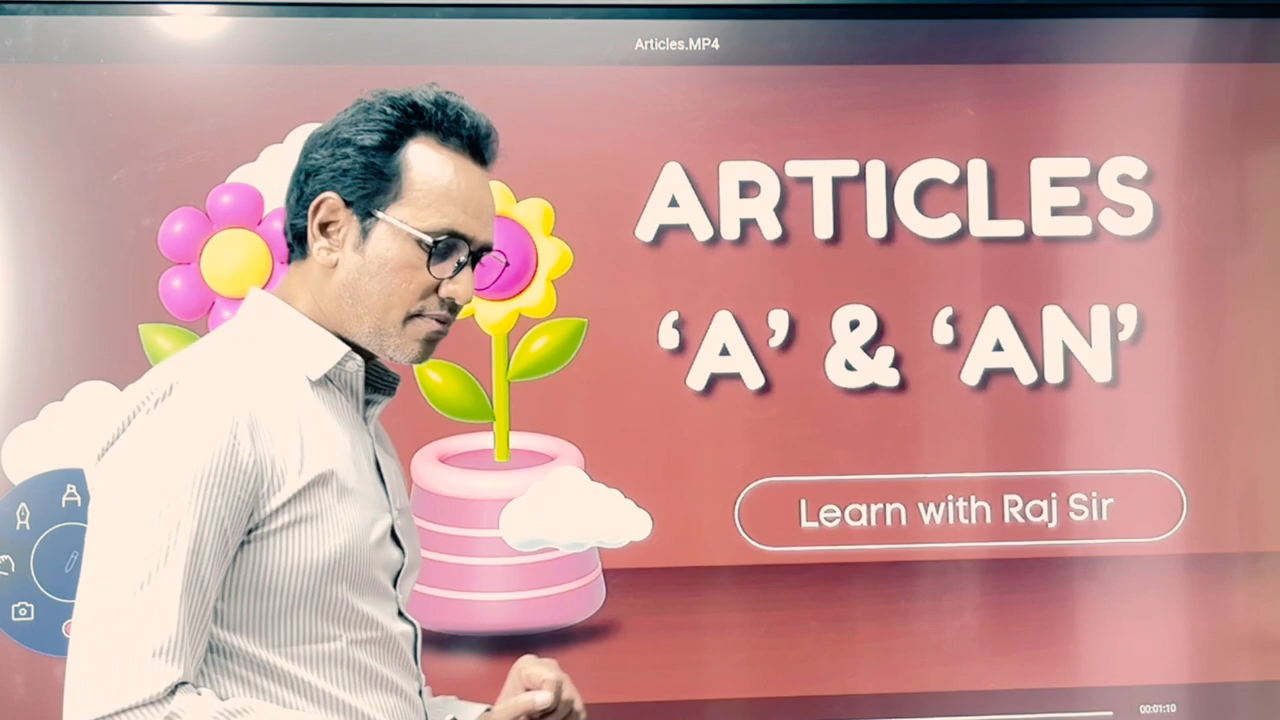 Articles.MP4
ARTICLES
‘A’ & ‘AN’
Learn with Raj Sir
00:01:10